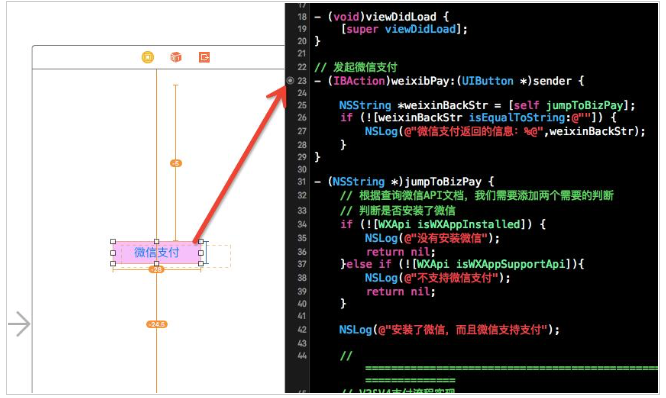 -6
微信支付
-28
-24.5
17
18 - (void)viewDidLoad {
19 [super viewDidLoad];
20 }
21
22 // 发起微信支付
23 - (IBAction)weixibPay:(UIButton *)sender {
24
25 NSString *weixinBackStr = [self jumpToBizPay];
26 if (![weixinBackStr isEqualToString:@""]) {
27 NSLog(@"微信支付返回的信息：%@",weixinBackStr);
28 }
29 }
30
31 - (NSString *)jumpToBizPay {
32 // 根据查询微信API文档，我们需要添加两个需要的判断
33 // 判断是否安装了微信
34 if (![WXApi isWXAppInstalled]) {
35 NSLog(@"没有安装微信");
36 return nil;
37 }else if (![WXApi isWXAppSupportApi]){
38 NSLog(@"不支持微信支付");
39 return nil;
40 }
41
42 NSLog(@"安装了微信，而且微信支持支付");
43
44 //